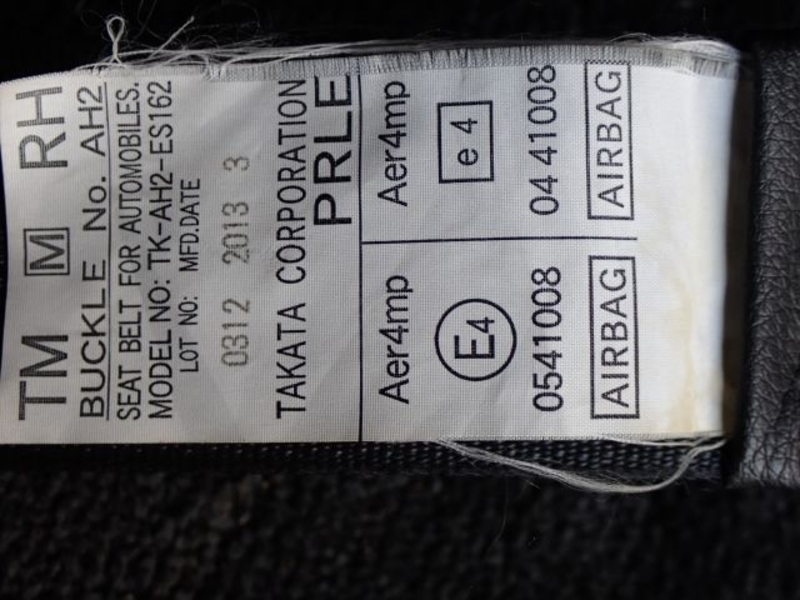 TM M RH
BUCKLE No. AH2
SEAT BELT FOR AUTOMOBILES.
MODEL NO: TK-AH2-ES162
LOT NO: MFD.DATE
0312 2013 3
TAKATA CORPORATION
PRLE
Aer4mp
E4
0541008
AIRBAG
Aer4mp
e 4
04 41008
AIRBAG